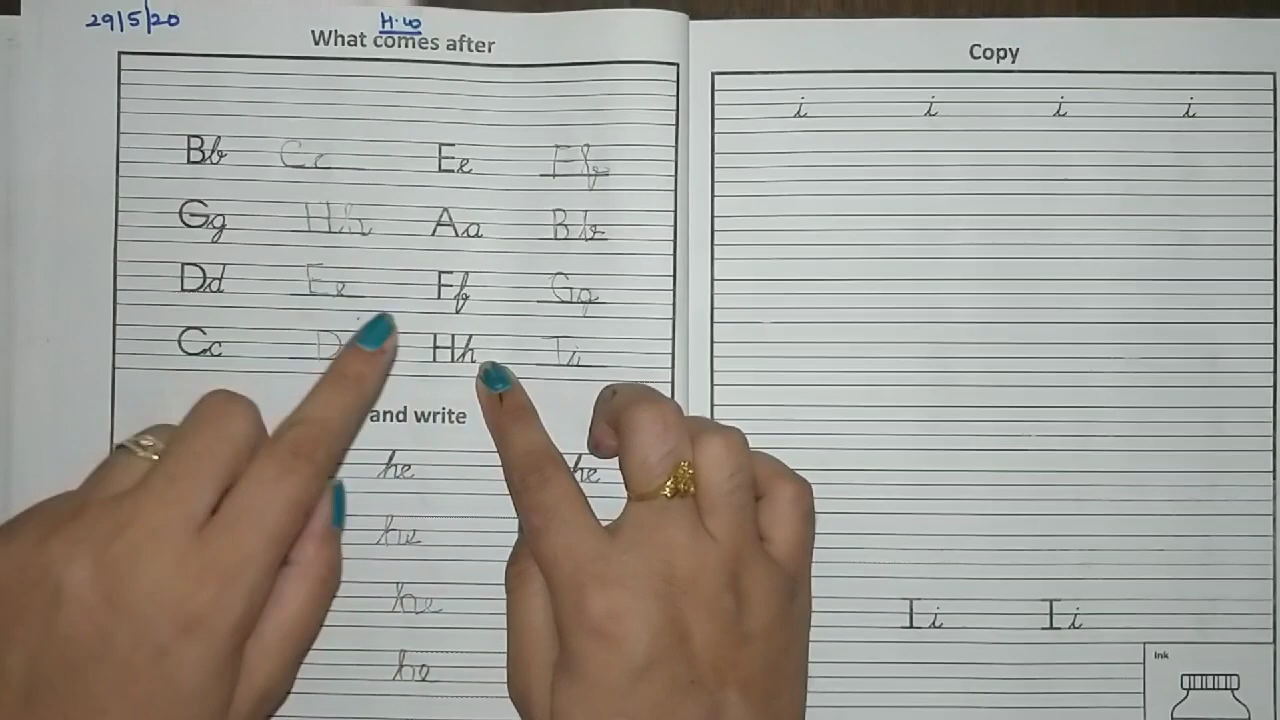 29/5/20 H.W
What comes after
Bb Cc Ee Ff
Gg Hh Aa Bb
Dd Ee Ff Gg
Cc D Hh Ii
and write
he he
he
he
he
Copy
i i i i
Ii Ii
Ink